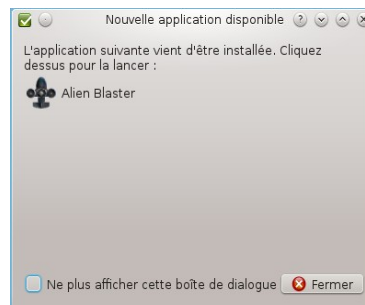 Nouvelle application disponible
L'application suivante vient d'être installée. Cliquez
dessus pour la lancer :
Alien Blaster
Ne plus afficher cette boîte de dialogue
Fermer